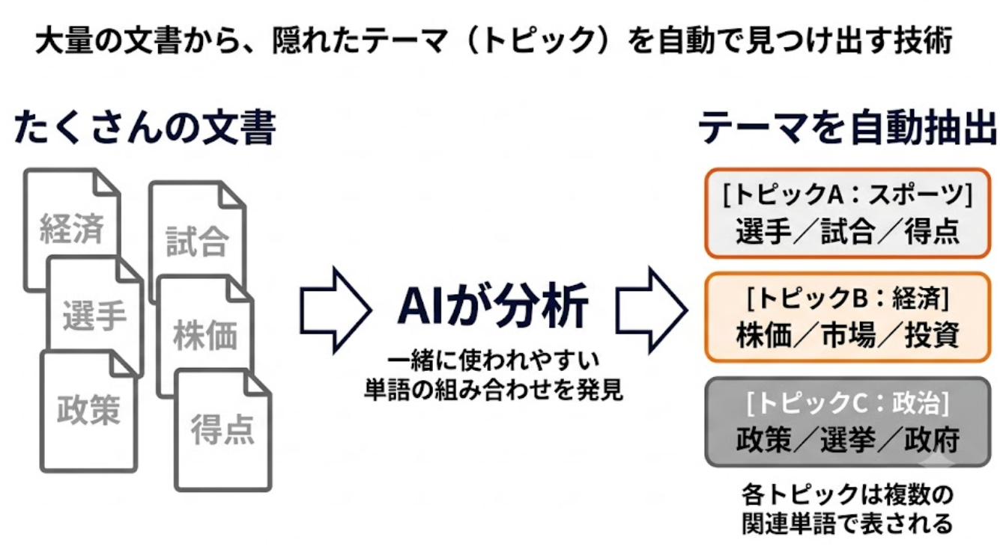 大量の文書から、隠れたテーマ（トピック）を自動で見つけ出す技術
たくさんの文書
経済
試合
選手
株価
政策
得点
AIが分析
一緒に使われやすい
単語の組み合わせを発見
テーマを自動抽出
[トピックA：スポーツ]
選手／試合／得点
[トピックB：経済]
株価／市場／投資
[トピックC：政治]
政策／選挙／政府
各トピックは複数の
関連単語で表される